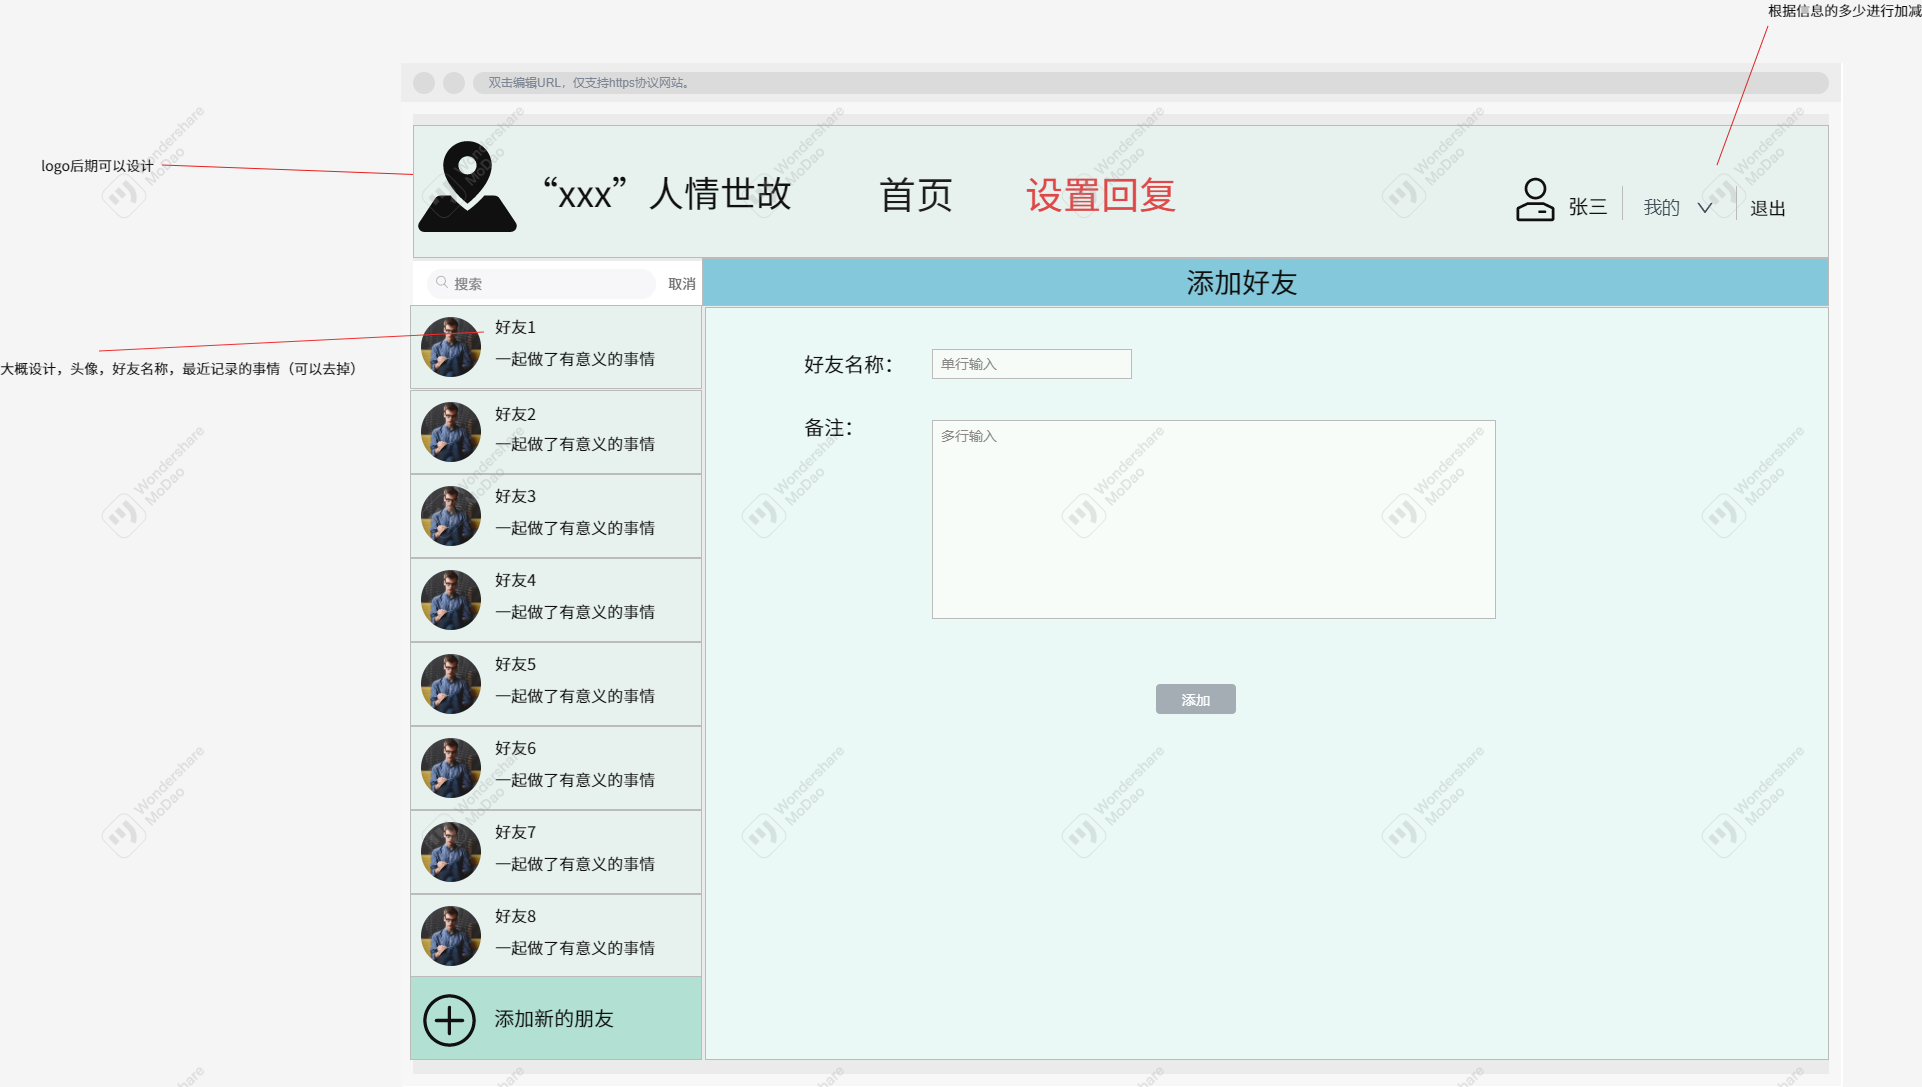 根据信息的多少进行加减
双击编辑URL，仅支持https协议网站。
logo后期可以设计
“xxx”人情世故
首页
设置回复
张三
我的
退出
搜索
取消
添加好友
大概设计，头像，好友名称，最近记录的事情（可以去掉）
好友1
一起做了有意义的事情
好友2
一起做了有意义的事情
好友3
一起做了有意义的事情
好友4
一起做了有意义的事情
好友5
一起做了有意义的事情
好友6
一起做了有意义的事情
好友7
一起做了有意义的事情
好友8
一起做了有意义的事情
添加新的朋友
好友名称：
单行输入
备注：
多行输入
添加
Wondershare
MoDao